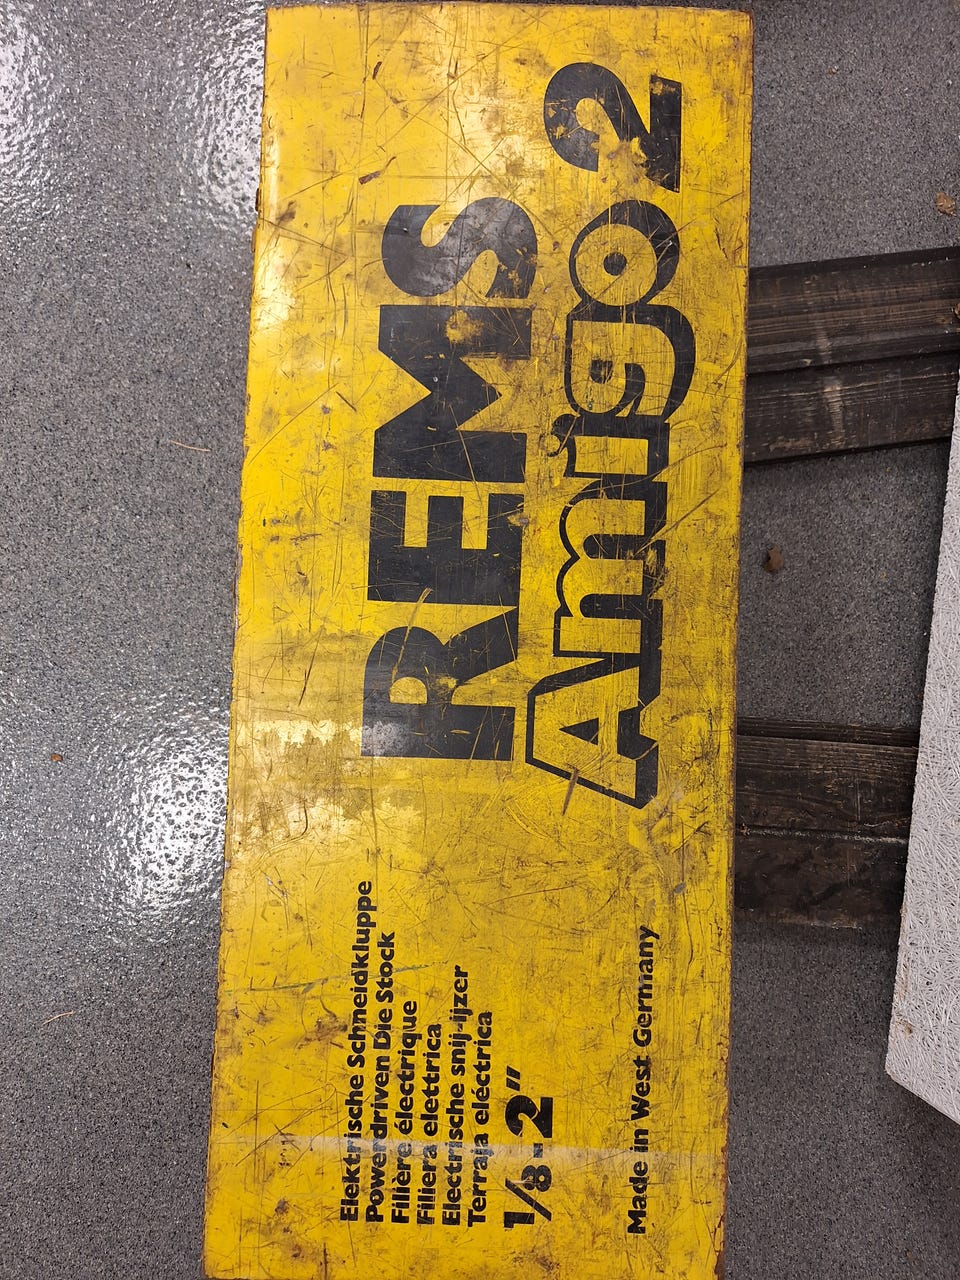 REMS
Amigo 2
Elektrische Schneidkluppe
Powerdriven Die Stock
Filière électrique
Filiera elettrica
Electrische snij-ijzer
Terraja eléctrica
1/8-2"
Made in West Germany